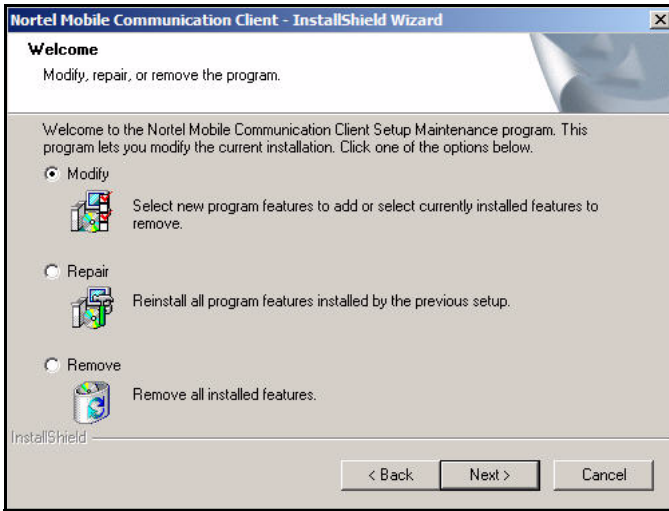 Nortel Mobile Communication Client - InstallShield Wizard
Welcome
Modify, repair, or remove the program.
Welcome to the Nortel Mobile Communication Client Setup Maintenance program. This
program lets you modify the current installation. Click one of the options below.
Modify
Select new program features to add or select currently installed features to
remove.
Repair
Reinstall all program features installed by the previous setup.
Remove
Remove all installed features.
InstallShield
< Back
Next >
Cancel